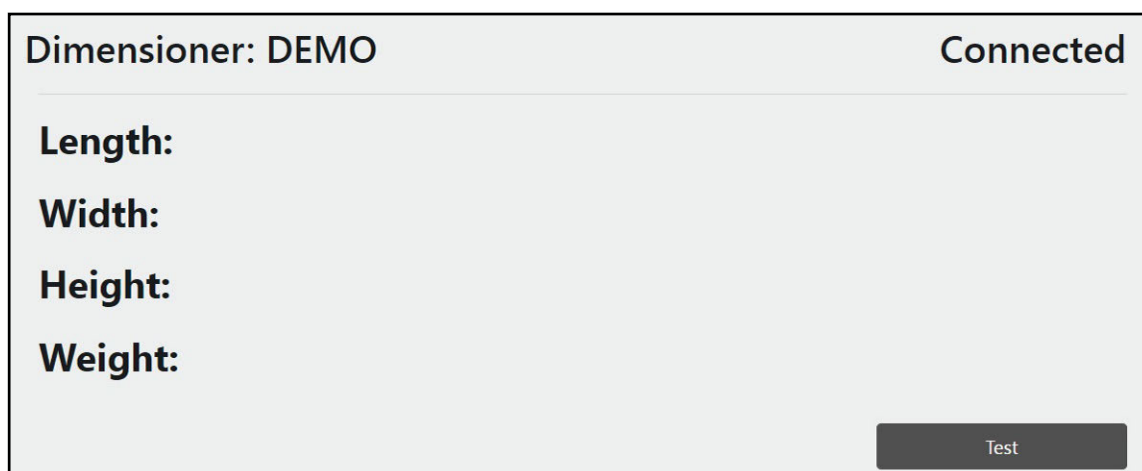 Dimensioner: DEMO Connected
Length:
Width:
Height:
Weight:
Test